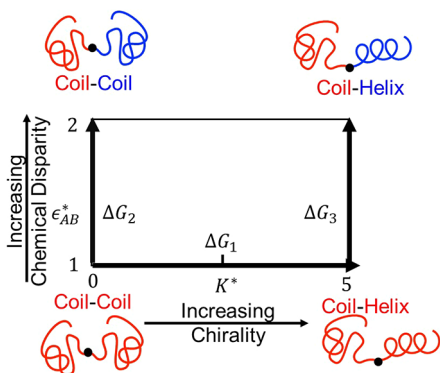 Coil-Coil
Coil-Helix
Increasing
Chemical Disparity
2
ϵ*AB
ΔG2
ΔG3
ΔG1
1
0
K*
5
Coil-Coil
Increasing
Chirality
Coil-Helix